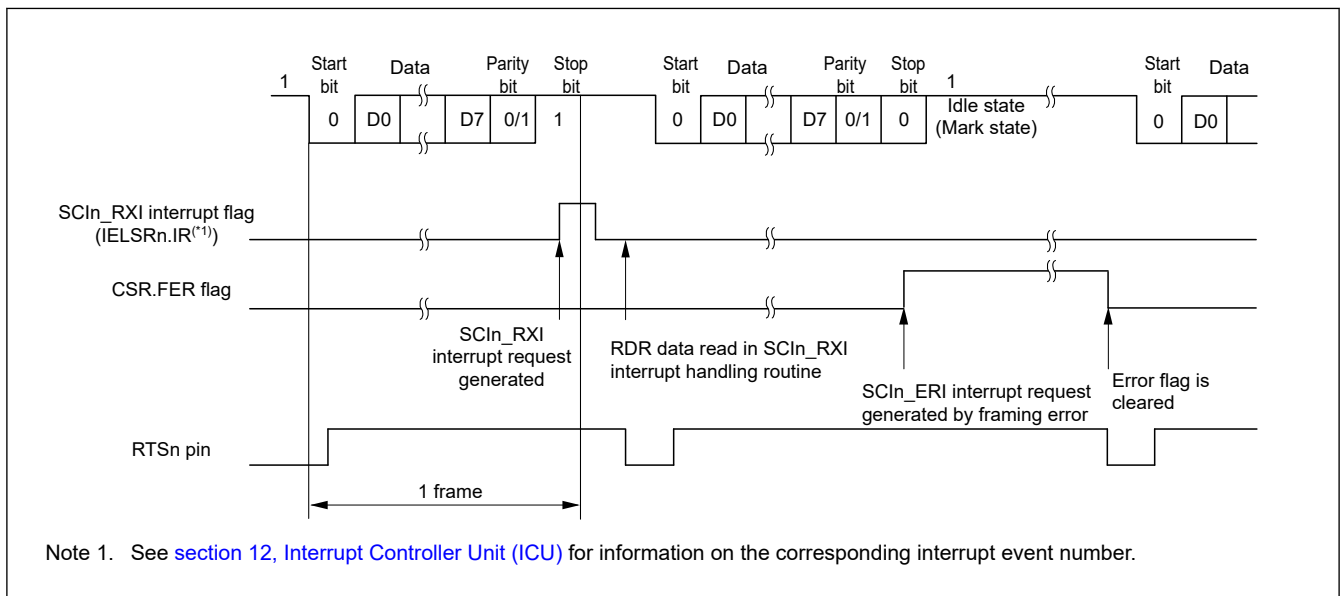 Start bit Data Parity bit Stop bit Start bit Data Parity bit Stop bit Start bit Data
1 1
0 D0 D7 0/1 1 0 D0 D7 0/1 0 Idle state (Mark state) 0 D0
SCIn_RXI interrupt flag
(IELSRn.IR(*1))
CSR.FER flag
SCIn_RXI
interrupt request
generated
RDR data read in SCIn_RXI
interrupt handling routine
SCIn_ERI interrupt request
generated by framing error
Error flag is
cleared
RTSn pin
1 frame
Note 1. See section 12, Interrupt Controller Unit (ICU) for information on the corresponding interrupt event number.